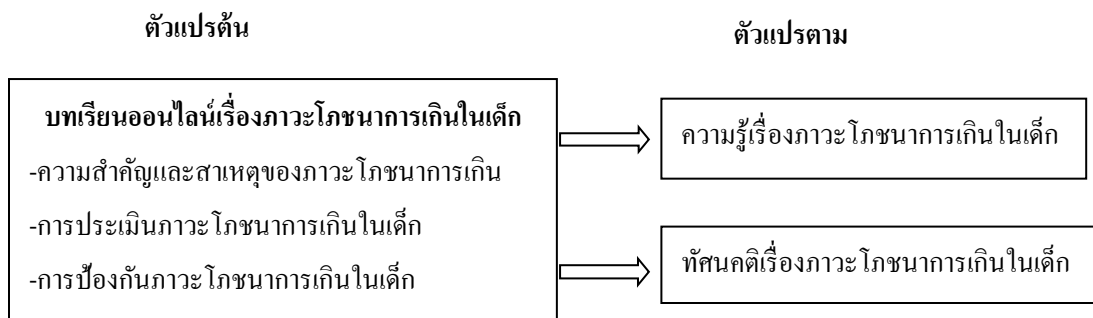 ตัวแปรต้น
ตัวแปรตาม
บทเรียนออนไลน์เรื่องภาวะโภชนาการเกินในเด็ก
-ความสำคัญและสาเหตุของภาวะโภชนาการเกิน
-การประเมินภาวะโภชนาการเกินในเด็ก
-การป้องกันภาวะโภชนาการเกินในเด็ก
ความรู้เรื่องภาวะโภชนาการเกินในเด็ก
ทัศนคติเรื่องภาวะโภชนาการเกินในเด็ก